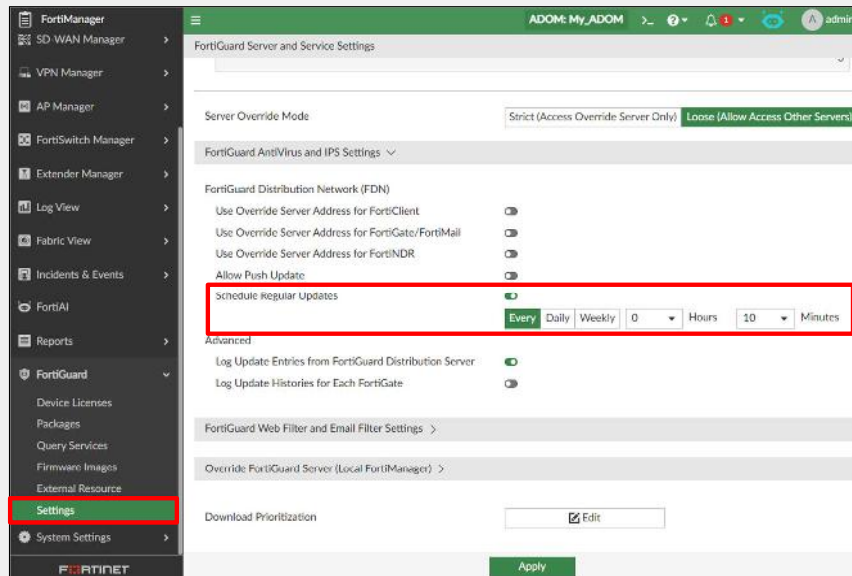 FortiManager
ADOM: My_ADOM
1
A
admin
SD-WAN Manager
FortiGuard Server and Service Settings
VPN Manager
AP Manager
Server Override Mode
Strict (Access Override Server Only)
Loose (Allow Access Other Servers)
FortiSwitch Manager
FortiGuard AntiVirus and IPS Settings
Extender Manager
FortiGuard Distribution Network (FDN)
Log View
Use Override Server Address for FortiClient
Use Override Server Address for FortiGate/FortiMail
Fabric View
Use Override Server Address for FortiNDR
Incidents & Events
Allow Push Update
Schedule Regular Updates
FortiAI
Every Daily Weekly 0 Hours 10 Minutes
Reports
Advanced
Log Update Entries from FortiGuard Distribution Server
FortiGuard
Log Update Histories for Each FortiGate
Device Licenses
Packages
FortiGuard Web Filter and Email Filter Settings
Query Services
Firmware Images
Override FortiGuard Server (Local FortiManager)
External Resource
Settings
Download Prioritization
Edit
System Settings
Apply
FORTINET